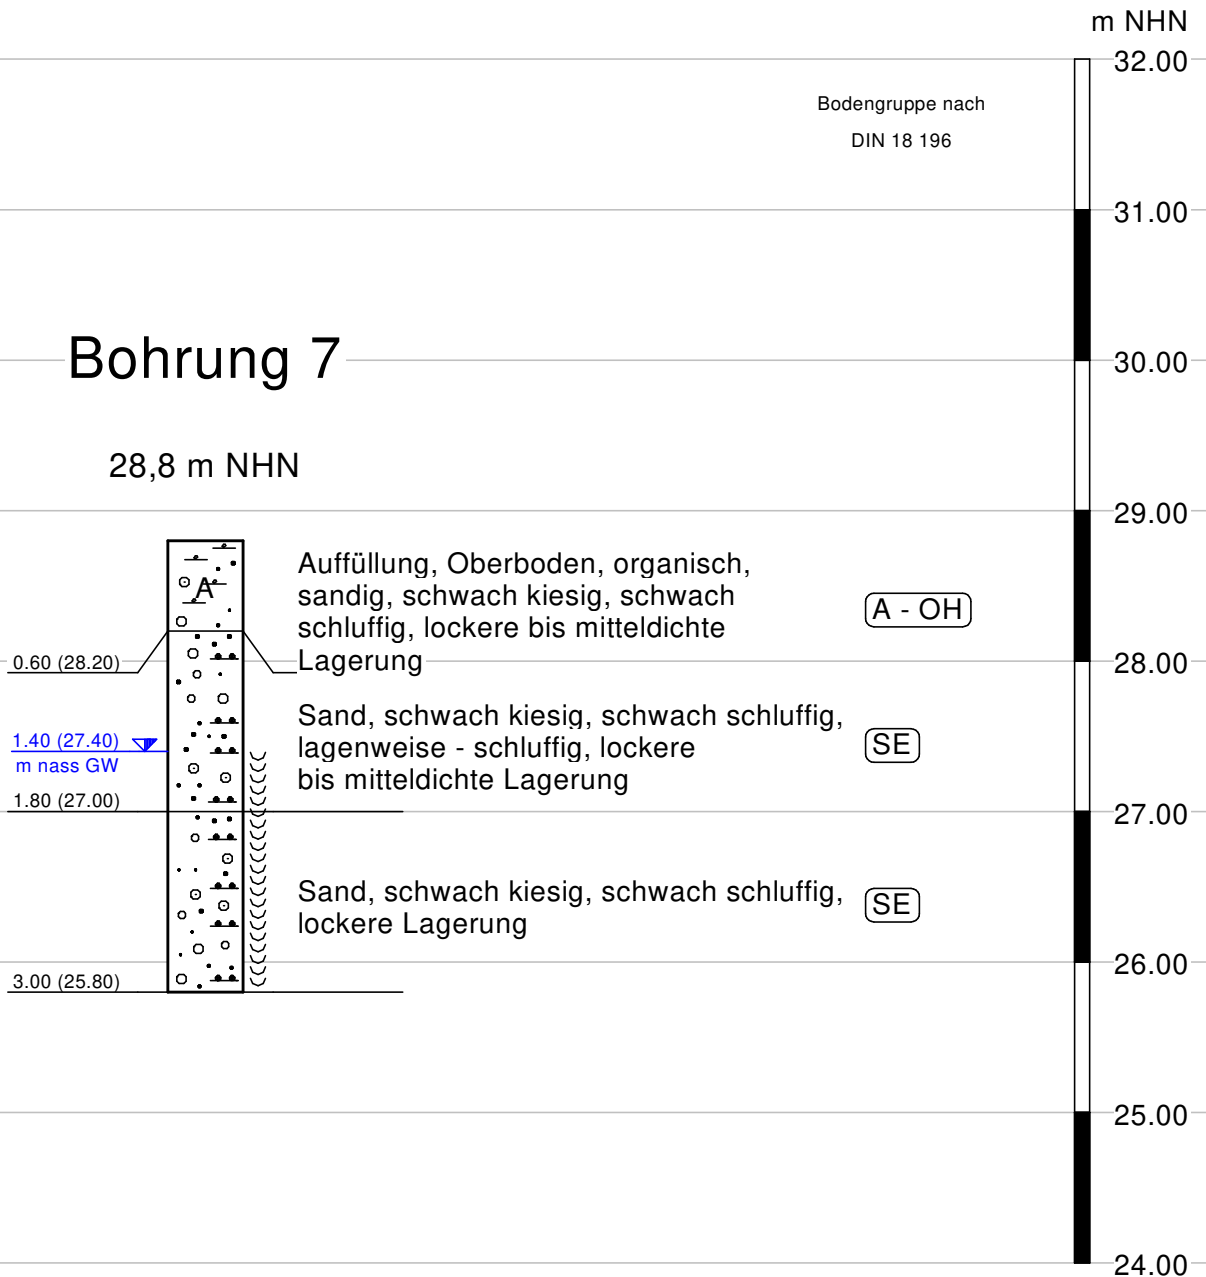 m NHN
32.00
Bodengruppe nach
DIN 18 196
31.00
Bohrung 7
30.00
28,8 m NHN
29.00
Auffüllung, Oberboden, organisch,
sandig, schwach kiesig, schwach
schluffig, lockere bis mitteldichte
Lagerung
A
A - OH
0.60 (28.20)
28.00
Sand, schwach kiesig, schwach schluffig,
lagenweise - schluffig, lockere
bis mitteldichte Lagerung
SE
1.40 (27.40)
m nass GW
1.80 (27.00)
27.00
Sand, schwach kiesig, schwach schluffig,
lockere Lagerung
SE
26.00
3.00 (25.80)
25.00
24.00